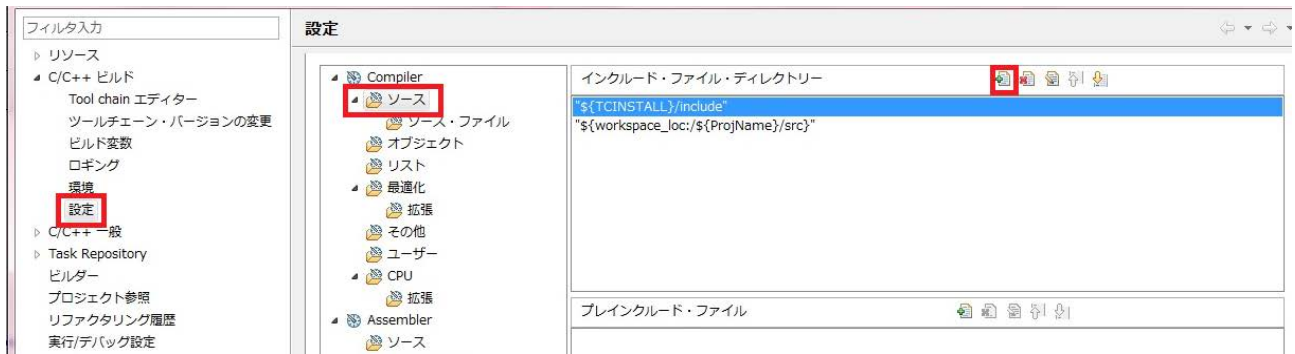 フィルタ入力
リソース
C/C++ ビルド
Tool chain エディター
ツールチェーン・バージョンの変更
ビルド変数
ロギング
環境
設定
C/C++ 一般
Task Repository
ビルダー
プロジェクト参照
リファクタリング履歴
実行/デバッグ設定
設定
Compiler
ソース
ソース・ファイル
オブジェクト
リスト
最適化
拡張
その他
ユーザー
CPU
拡張
Assembler
ソース
インクルード・ファイル・ディレクトリー
"${TCINSTALL}/include"
"${workspace_loc:/${ProjName}/src}"
プレインクルード・ファイル